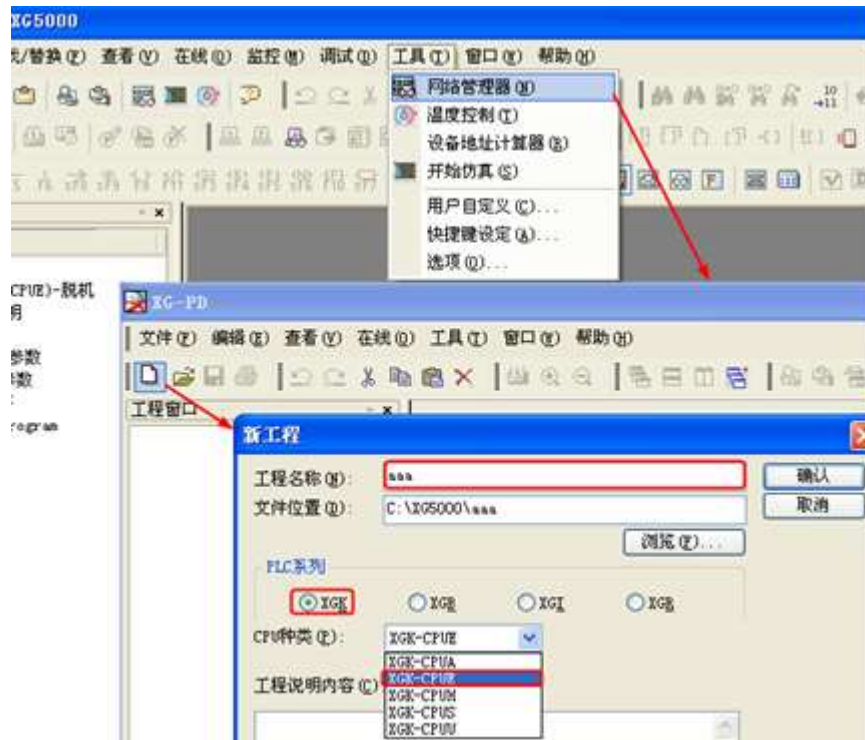 XG5000
找/替换(F) 查看(V) 在线(O) 监控(M) 调试(D) 工具(T) 窗口(W) 帮助(H)
网络管理器(N)
温度控制(T)
设备地址计算器(B)
开始仿真(S)
用户自定义(C)...
快捷键设定(A)...
选项(O)...
CPUE)-脱机
明
参数
参数
rogram
XG-PD
文件(F) 编辑(E) 查看(V) 在线(O) 工具(T) 窗口(W) 帮助(H)
工程窗口
新工程
工程名称(N): aaa 确认
文件位置(D): C:\XG5000\aaa 取消
浏览(F)...
PLC系列
XGK XGB XGI XGR
CPU种类(P): XGK-CPUE
XGK-CPUA
XGK-CPUE
工程说明内容(C)
XGK-CPUH
XGK-CPUS
XGK-CPUU